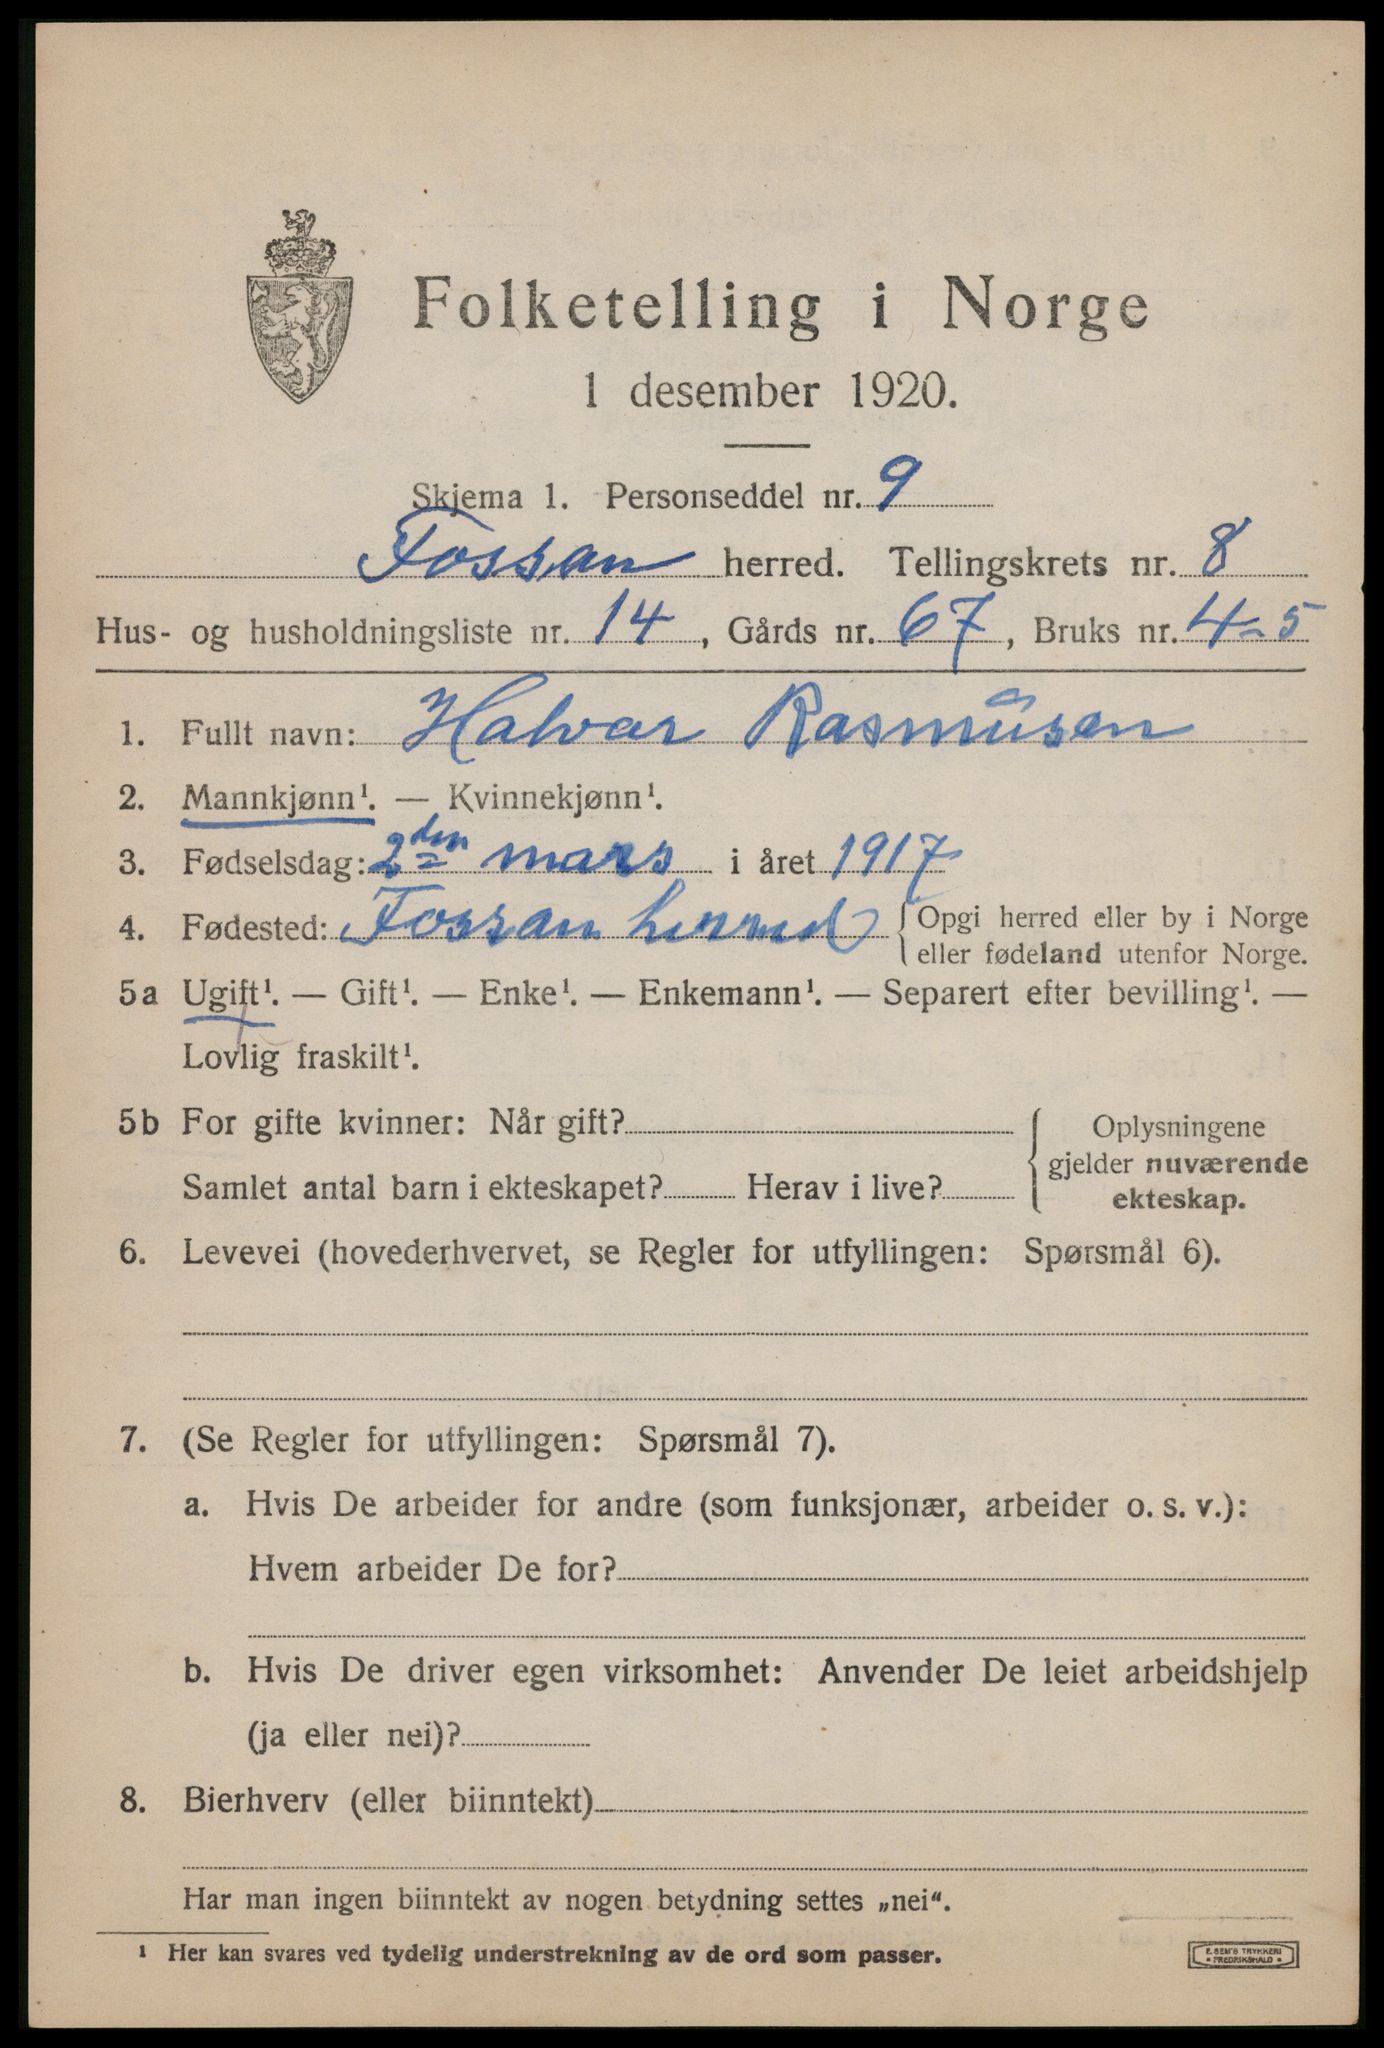 Folketelling i Norge
1 desember 1920.
Skjema 1. Personseddel nr. 9
Fossan herred. Tellingskrets nr. 8
Hus- og husholdningsliste nr. 14, Gårds nr. 67, Bruks nr. 4-5
1. Fullt navn: Halvar Rasmusen
2. Mannkjønn¹. — Kvinnekjønn¹.
3. Fødselsdag: 2den mars i året 1917
4. Fødested: Fossan herred { Opgi herred eller by i Norge
eller fødeland utenfor Norge.
5a Ugift¹. — Gift¹. — Enke¹. — Enkemann¹. — Separert efter bevilling¹. —
Lovlig fraskilt¹.
5b For gifte kvinner: Når gift?
Samlet antal barn i ekteskapet? Herav i live?
Oplysningene
gjelder nuværende
ekteskap.
6. Levevei (hovederhvervet, se Regler for utfyllingen: Spørsmål 6).
7. (Se Regler for utfyllingen: Spørsmål 7).
a. Hvis De arbeider for andre (som funksjonær, arbeider o. s. v.):
Hvem arbeider De for?
b. Hvis De driver egen virksomhet: Anvender De leiet arbeidshjelp
(ja eller nei)?
8. Bierhverv (eller biinntekt)
Har man ingen biinntekt av nogen betydning settes „nei“.
¹ Her kan svares ved tydelig understrekning av de ord som passer.
E. SEM'S TRYKKERI
• FREDRIKSHALD •